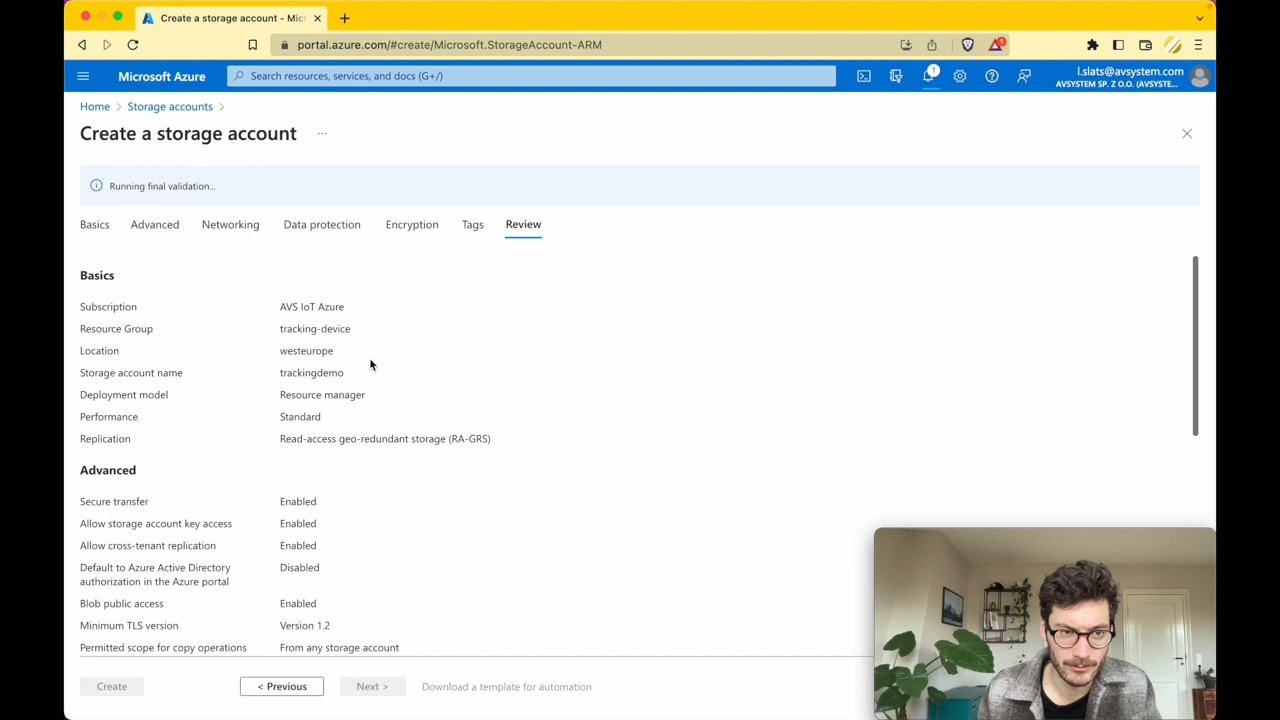 Create a storage account - Mic
portal.azure.com/#create/Microsoft.StorageAccount-ARM
1
Microsoft Azure
Search resources, services, and docs (G+/)
1
l.slats@avsystem.com
AVSYSTEM SP. Z O.O. (AVSYSTE...
Home > Storage accounts >
Create a storage account ...
Running final validation...
Basics Advanced Networking Data protection Encryption Tags Review
Basics
Subscription AVS IoT Azure
Resource Group tracking-device
Location westeurope
Storage account name trackingdemo
Deployment model Resource manager
Performance Standard
Replication Read-access geo-redundant storage (RA-GRS)
Advanced
Secure transfer Enabled
Allow storage account key access Enabled
Allow cross-tenant replication Enabled
Default to Azure Active Directory Disabled
authorization in the Azure portal
Blob public access Enabled
Minimum TLS version Version 1.2
Permitted scope for copy operations From any storage account
Create < Previous Next > Download a template for automation